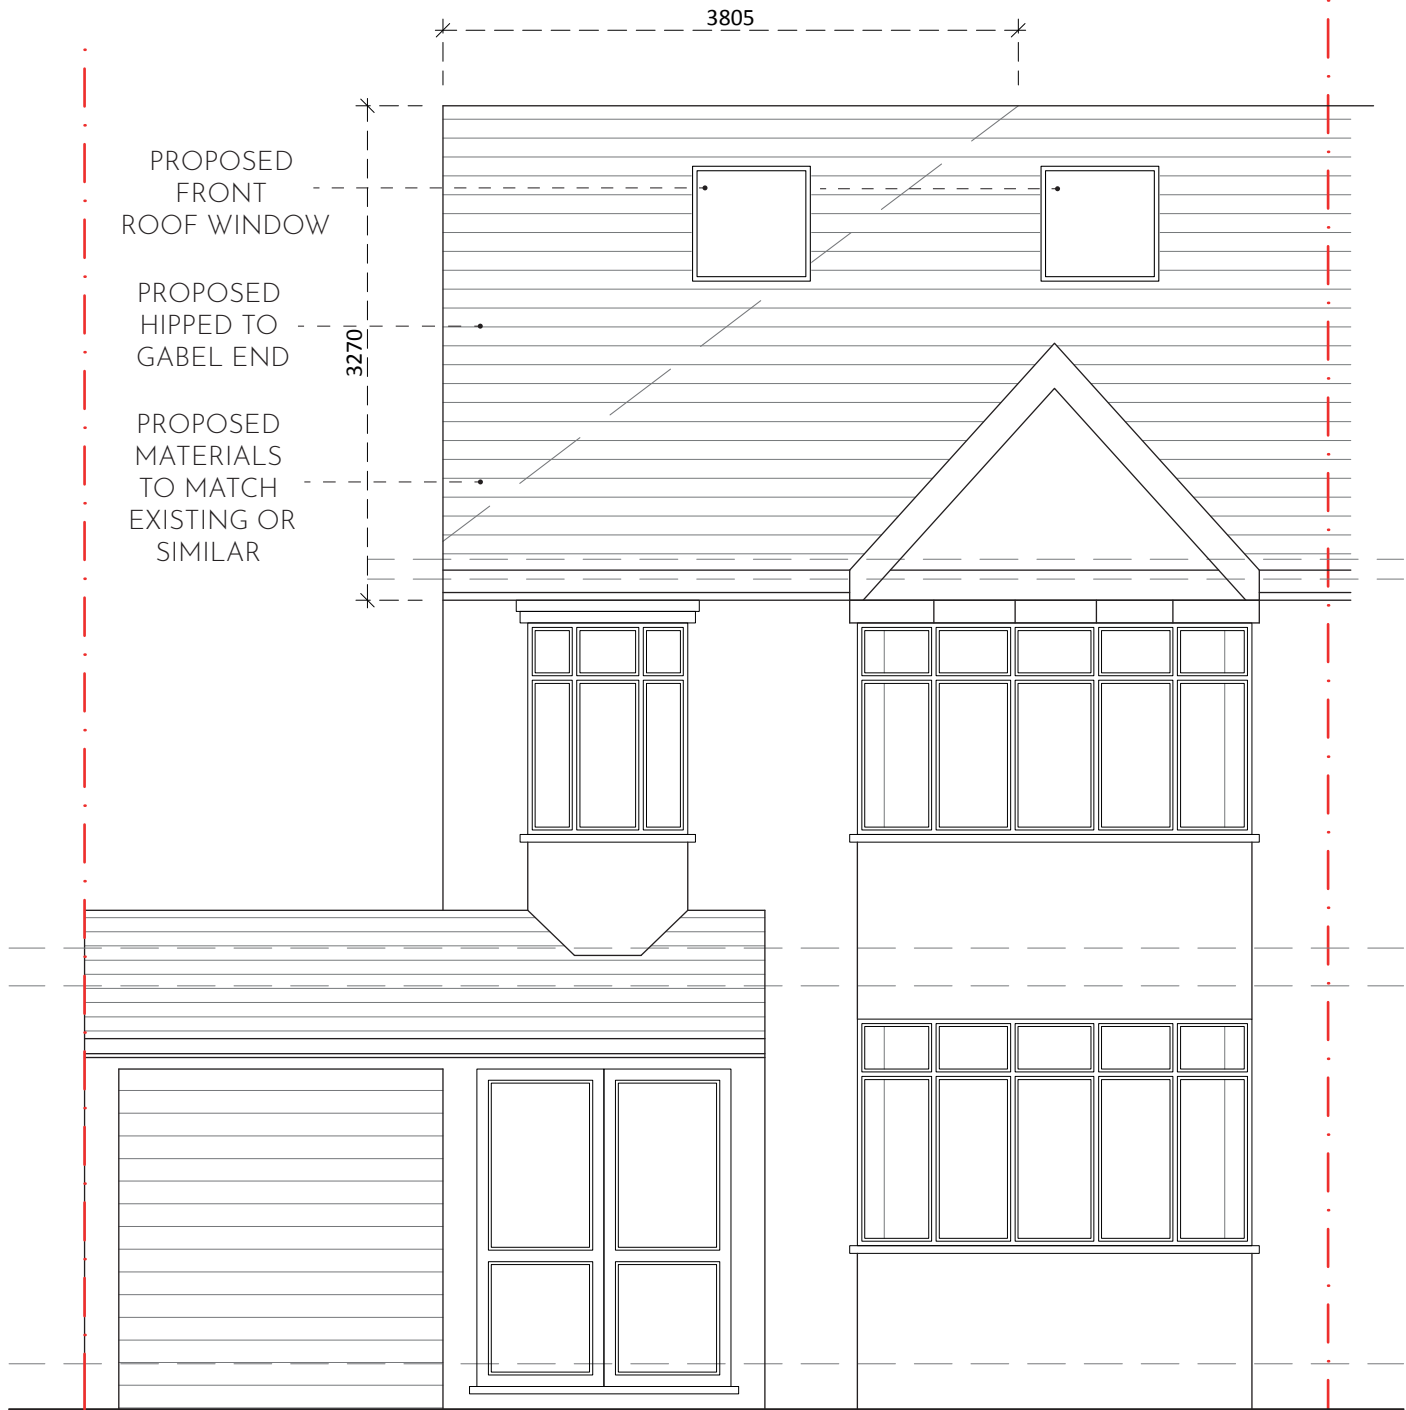 3805
PROPOSED
FRONT
ROOF WINDOW
PROPOSED
HIPPED TO
GABEL END
3270
PROPOSED
MATERIALS
TO MATCH
EXISTING OR
SIMILAR